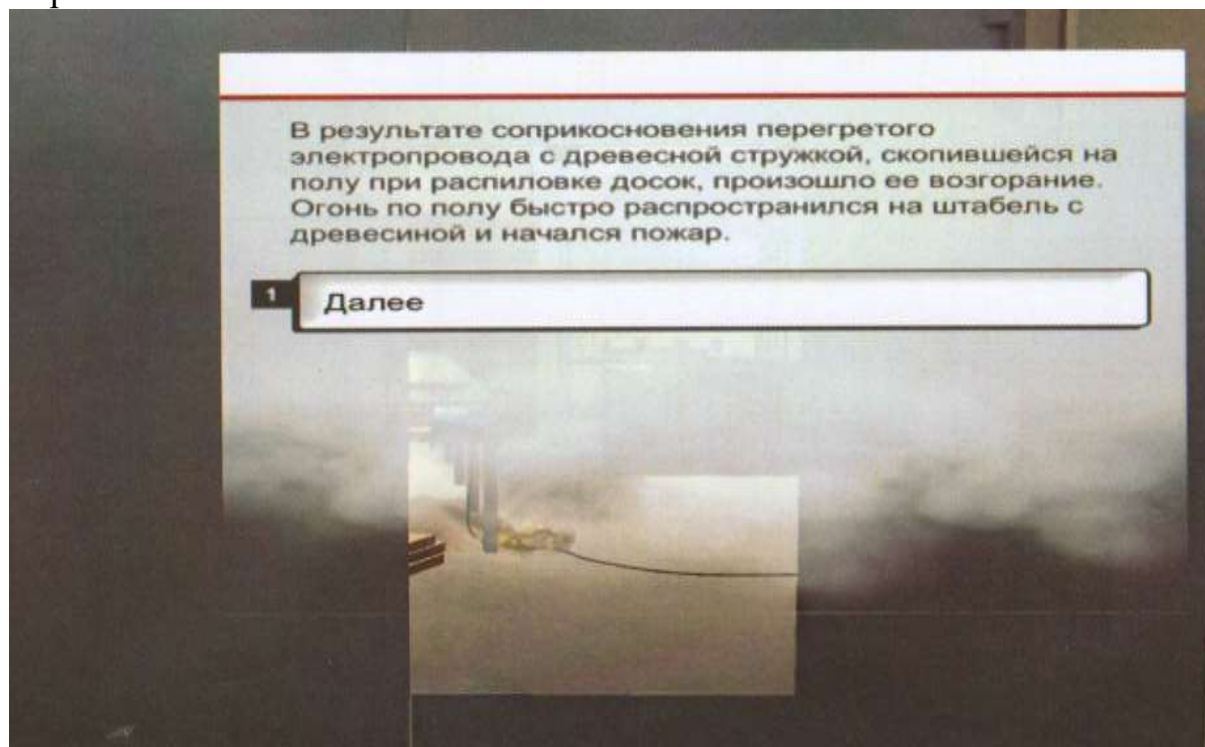 В результате соприкосновения перегретого
электропровода с древесной стружкой, скопившейся на
полу при распиловке досок, произошло ее возгорание.
Огонь по полу быстро распространился на штабель с
древесиной и начался пожар.
1 Далее